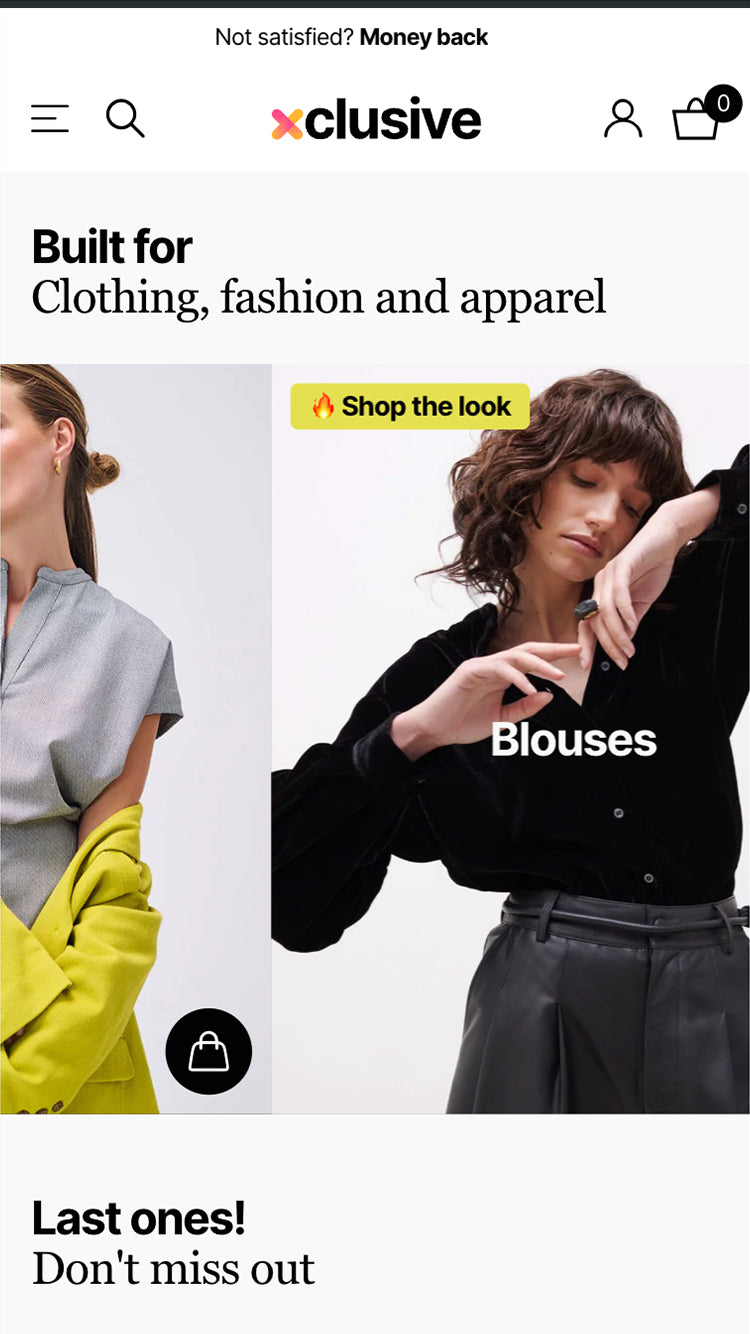 Not satisfied? Money back
xclusive
0
Built for
Clothing, fashion and apparel
🔥 Shop the look
Blouses
Last ones!
Don't miss out